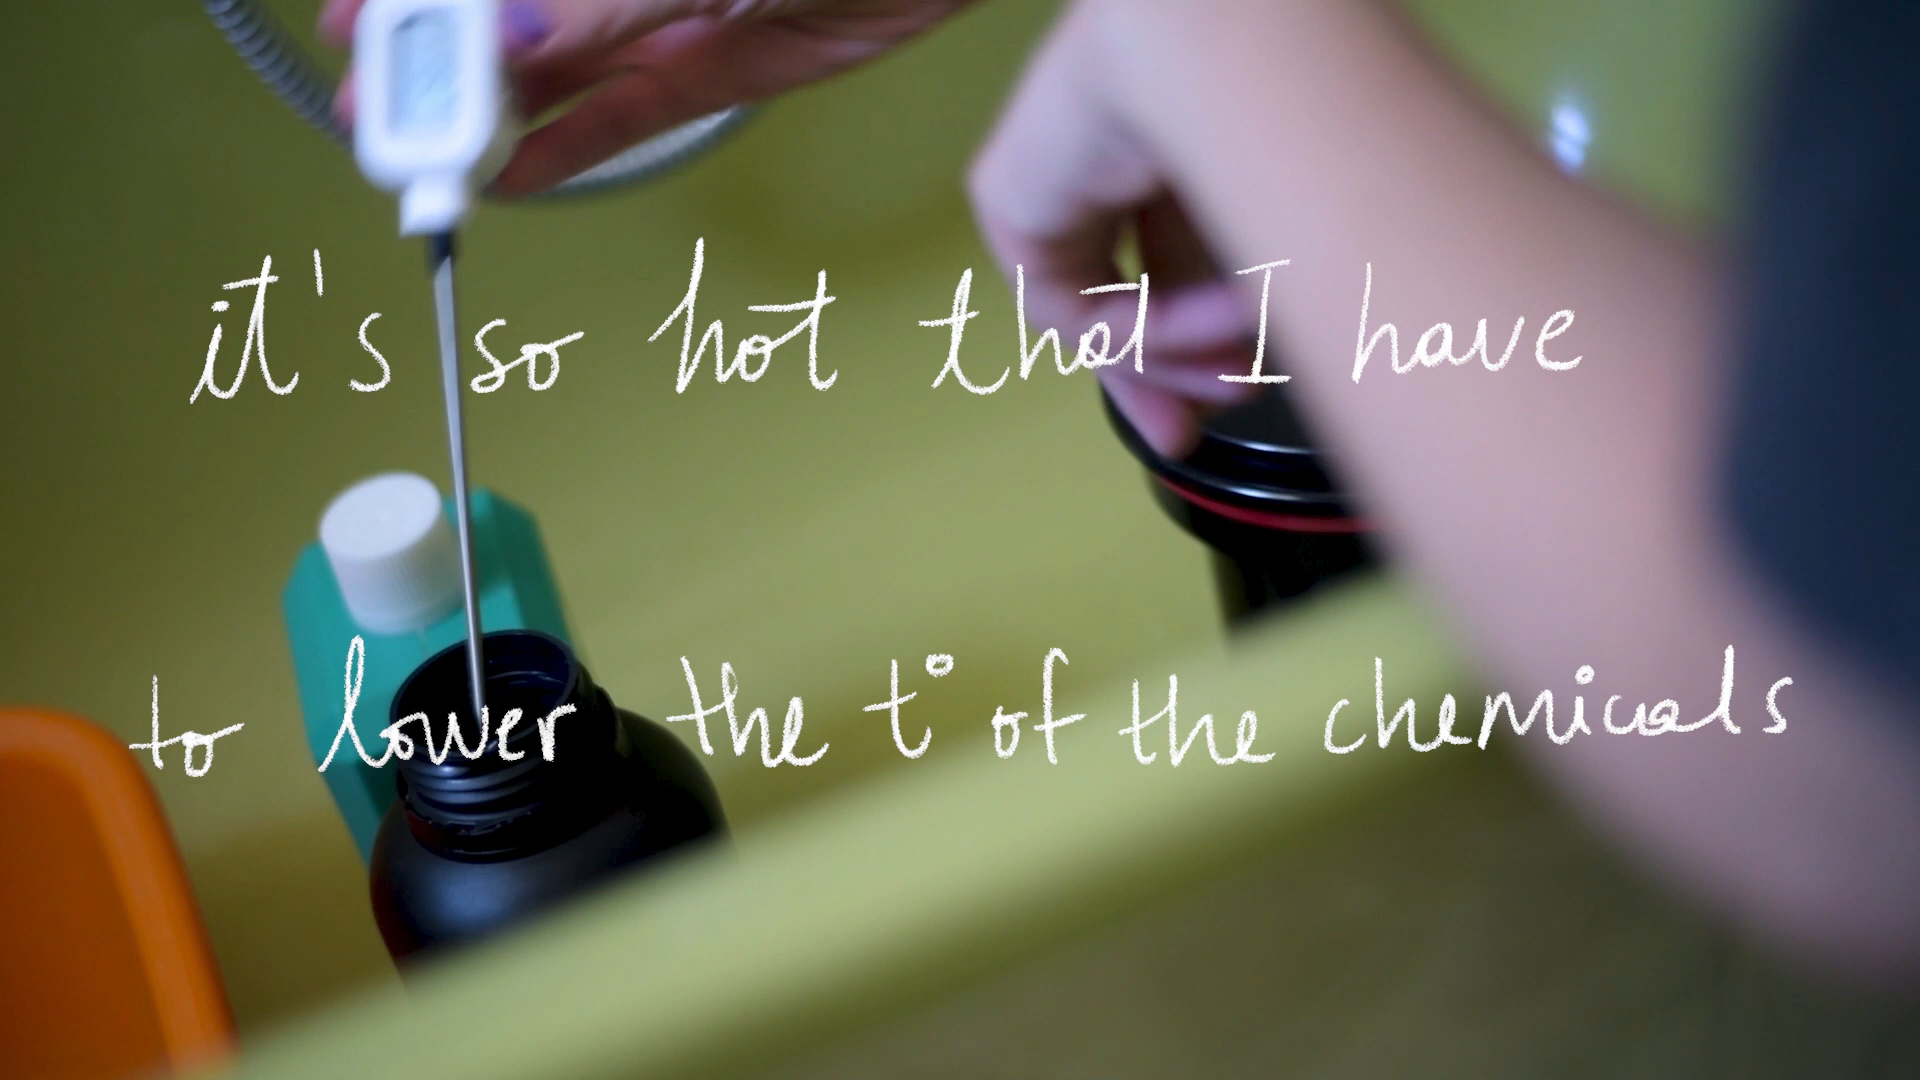 it's so hot that I have
to lower the t° of the chemicals